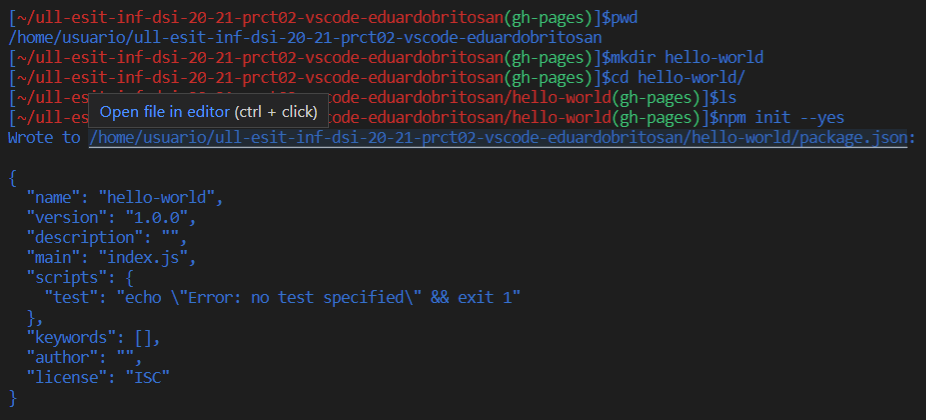 [~/ull-esit-inf-dsi-20-21-prct02-vscode-eduardobritosan(gh-pages)]$pwd
/home/usuario/ull-esit-inf-dsi-20-21-prct02-vscode-eduardobritosan
[~/ull-esit-inf-dsi-20-21-prct02-vscode-eduardobritosan(gh-pages)]$mkdir hello-world
[~/ull-esit-inf-dsi-20-21-prct02-vscode-eduardobritosan(gh-pages)]$cd hello-world/
[~/ull-es vscode-eduardobritosan/hello-world(gh-pages)]$ls
Open file in editor (ctrl + click)
[~/ull-es code-eduardobritosan/hello-world(gh-pages)]$npm init --yes
Wrote to /home/usuario/ull-esit-inf-dsi-20-21-prct02-vscode-eduardobritosan/hello-world/package.json:
{
  "name": "hello-world",
  "version": "1.0.0",
  "description": "",
  "main": "index.js",
  "scripts": {
    "test": "echo \"Error: no test specified\" && exit 1"
  },
  "keywords": [],
  "author": "",
  "license": "ISC"
}